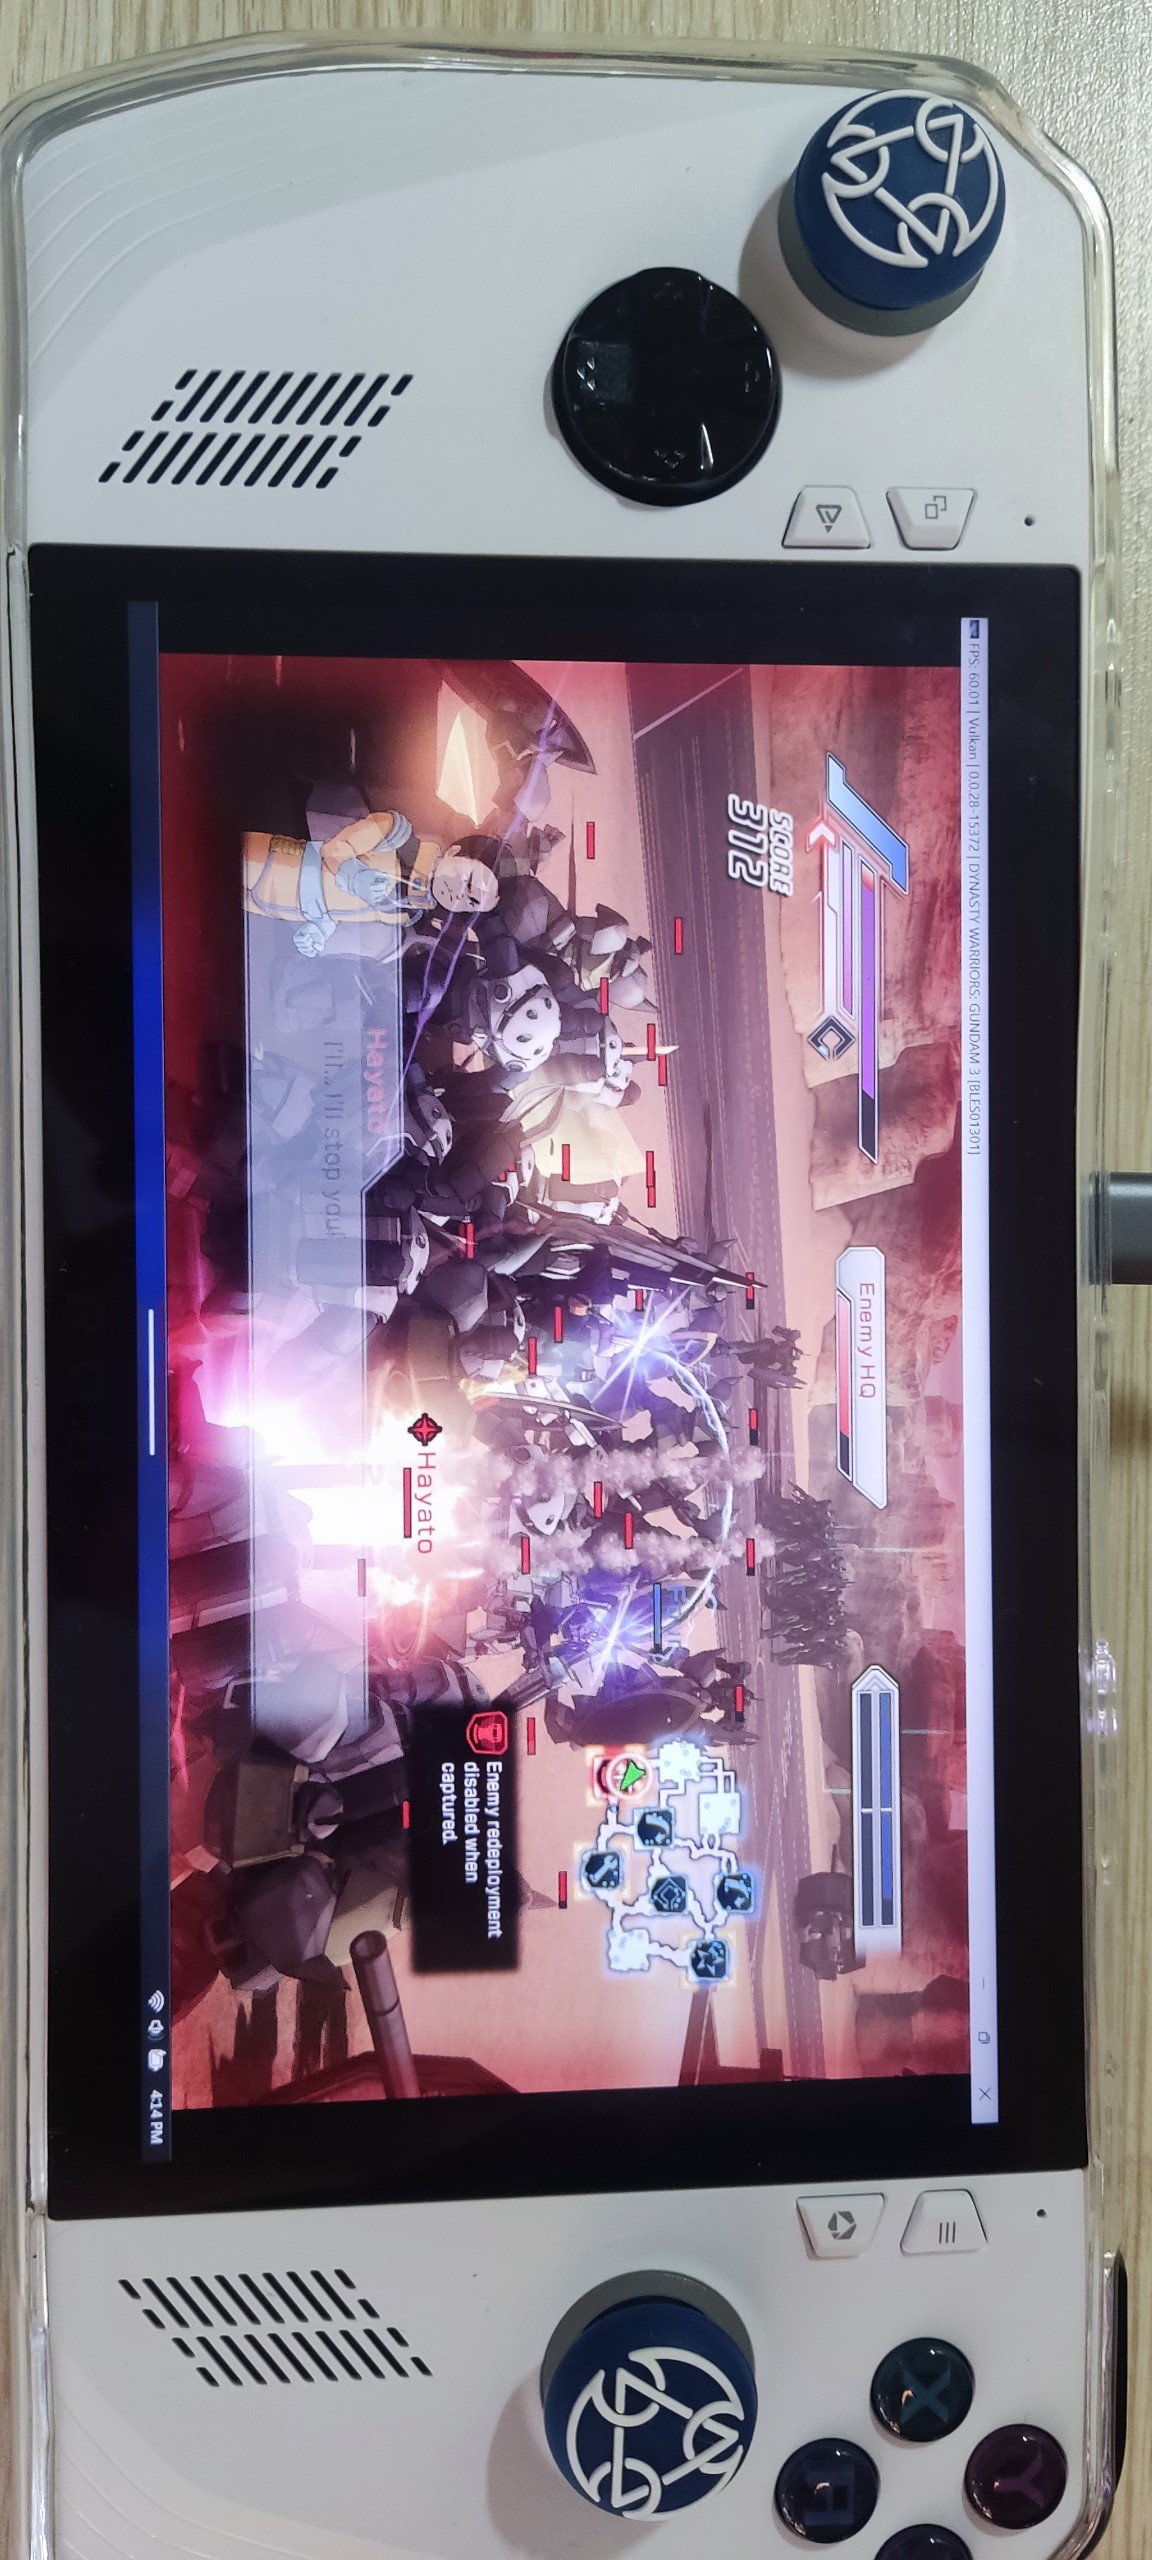 FPS: 60.01 | Vulkan | 0.0.28-15372 | DYNASTY WARRIORS: GUNDAM 3 [BLES01301]
Enemy HQ
SCORE
312
Enemy redeployment
disabled when
captured.
Hayato
Hayato
I'll... I'll stop you!
4:14 PM
Y
X
A